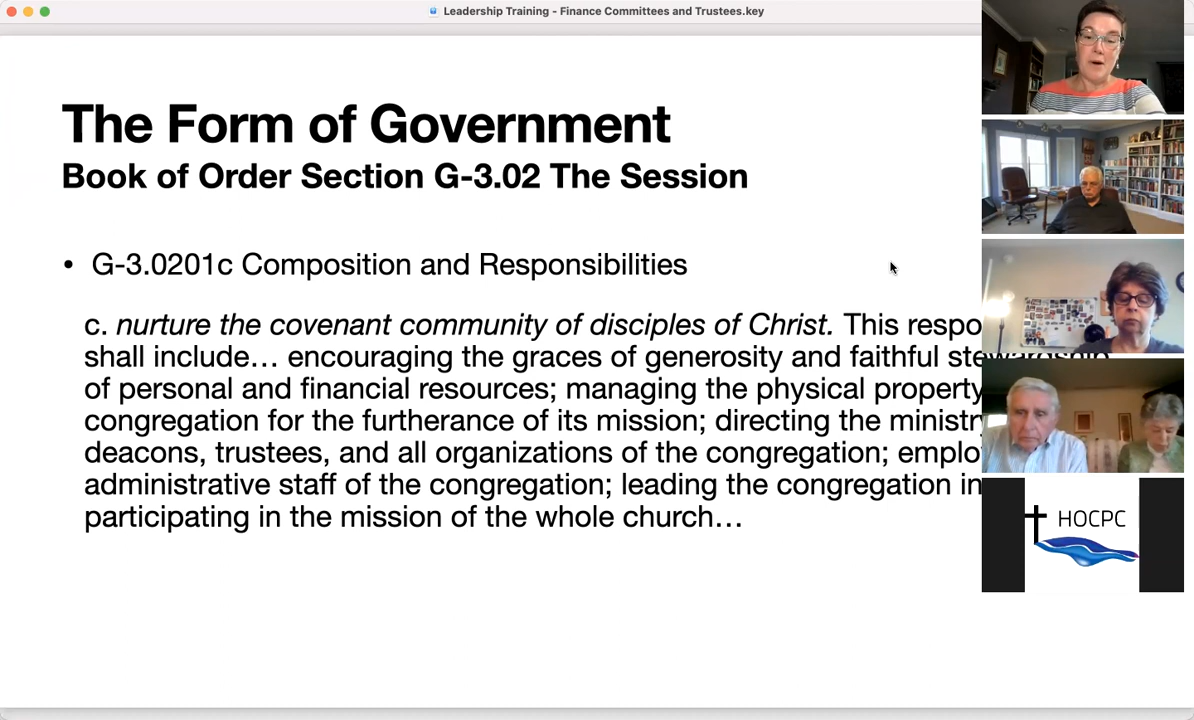 Leadership Training - Finance Committees and Trustees.key
The Form of Government
Book of Order Section G-3.02 The Session
• G-3.0201c Composition and Responsibilities
c. nurture the covenant community of disciples of Christ. This respo
shall include… encouraging the graces of generosity and faithful stewardship
of personal and financial resources; managing the physical property
congregation for the furtherance of its mission; directing the ministry
deacons, trustees, and all organizations of the congregation; emplo
administrative staff of the congregation; leading the congregation in
participating in the mission of the whole church…
HOCPC